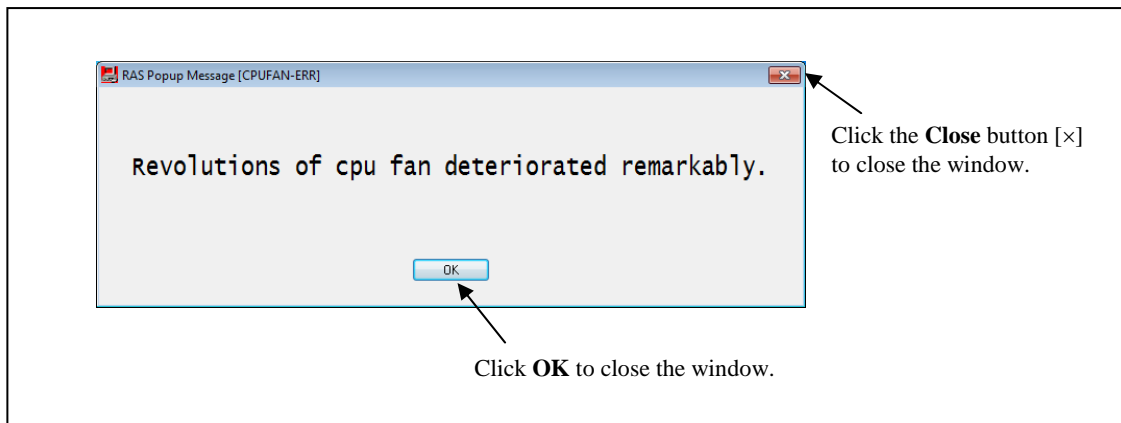 RAS Popup Message [CPUFAN-ERR]
Revolutions of cpu fan deteriorated remarkably.
OK
Click the Close button [×]
to close the window.
Click OK to close the window.